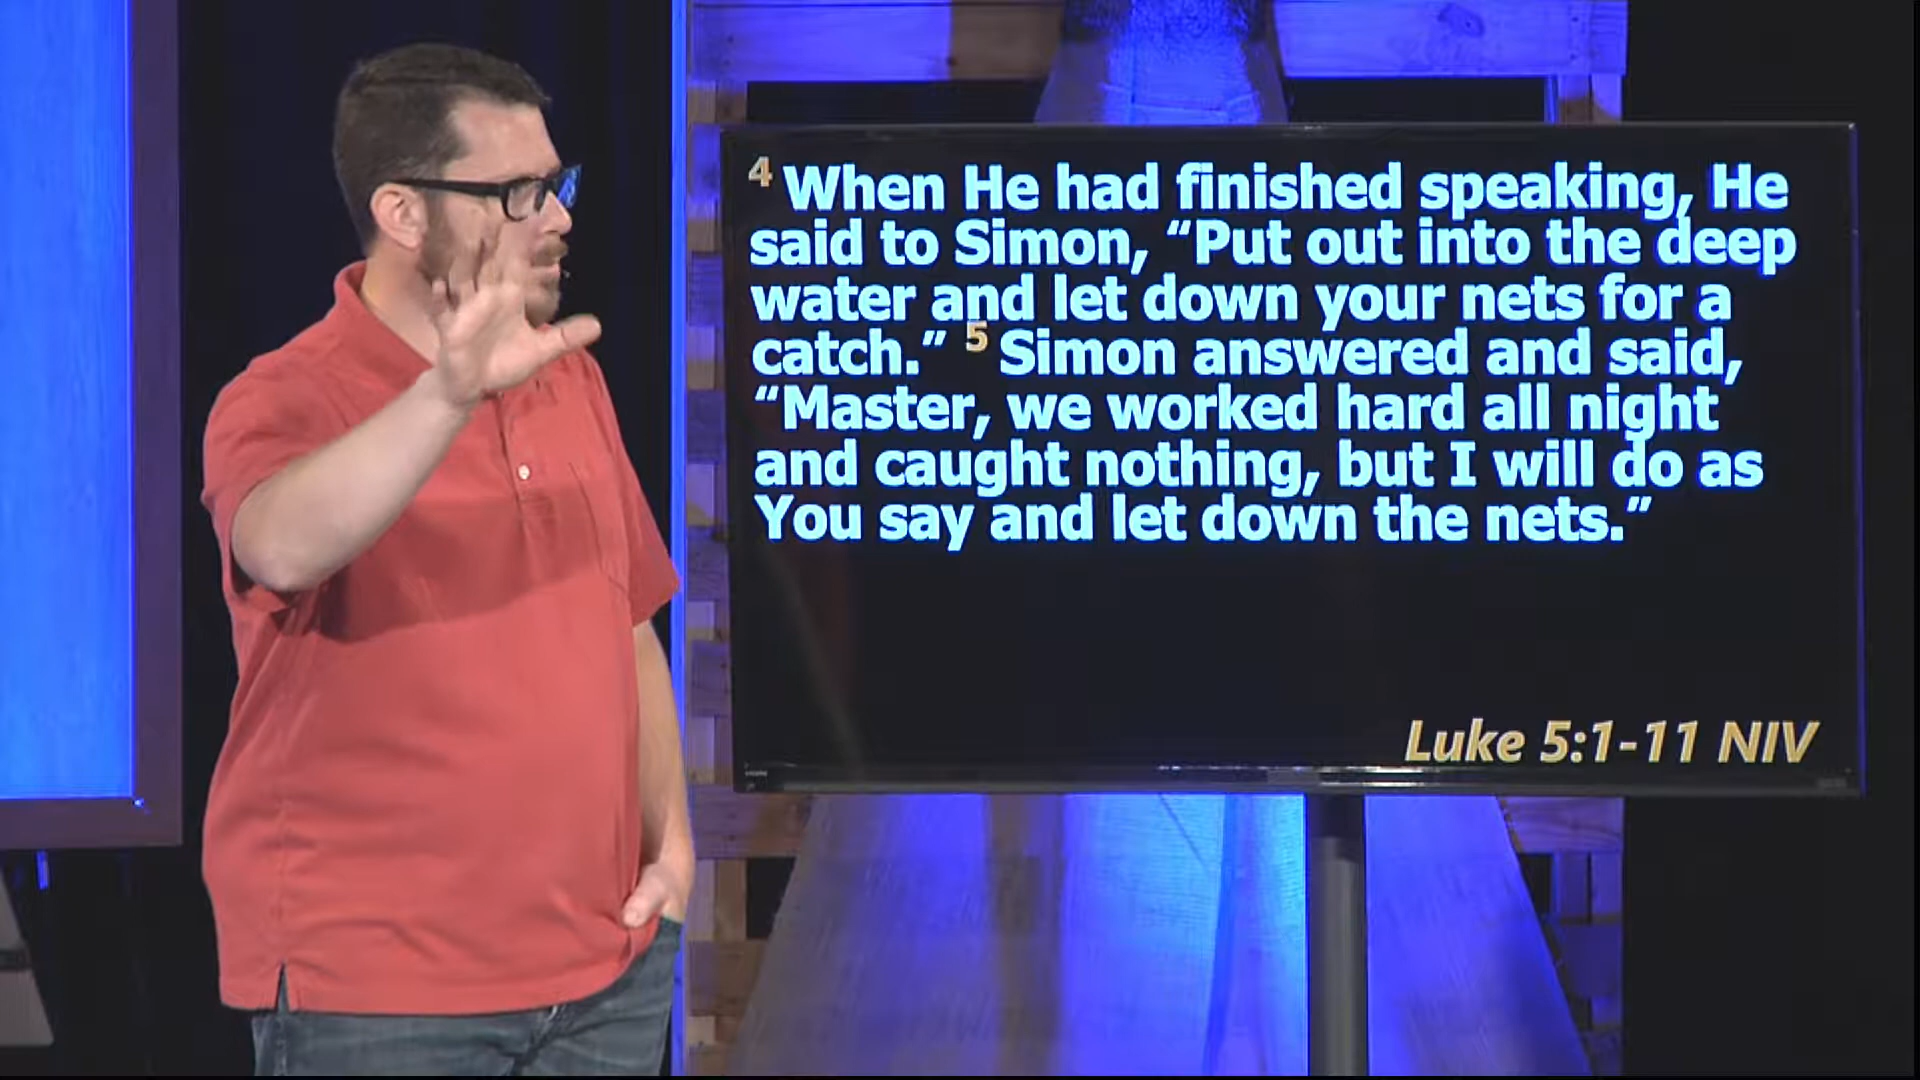 4 When He had finished speaking, He
said to Simon, “Put out into the deep
water and let down your nets for a
catch.” 5 Simon answered and said,
“Master, we worked hard all night
and caught nothing, but I will do as
You say and let down the nets.”
Luke 5:1-11 NIV